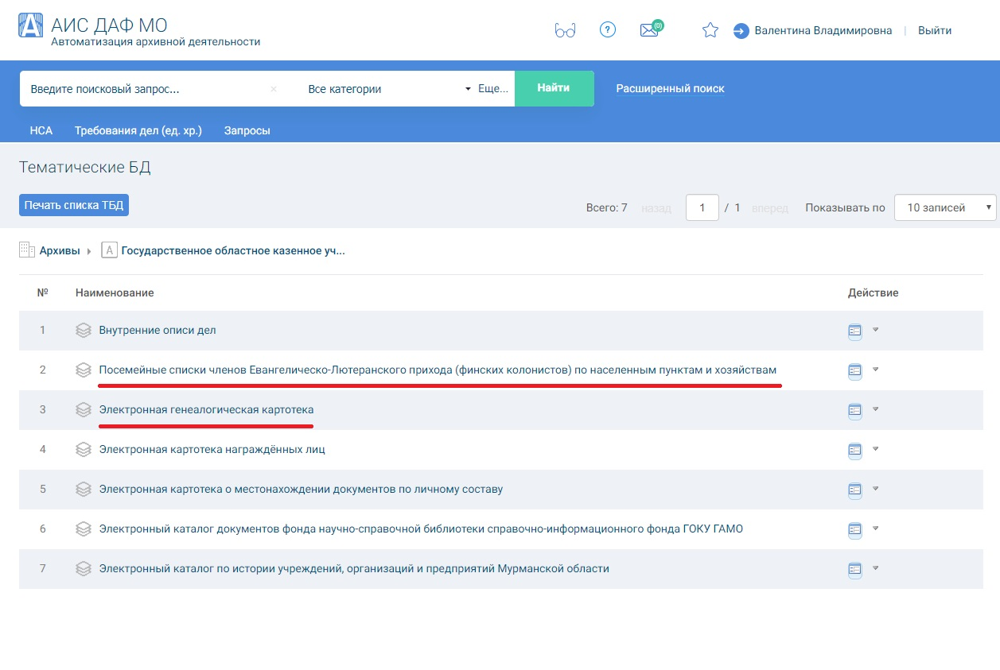 АИС ДАФ МО
Автоматизация архивной деятельности
? (0) Валентина Владимировна | Выйти
Введите поисковый запрос... × Все категории Еще... Найти Расширенный поиск
НСА Требования дел (ед. хр.) Запросы
Тематические БД
Печать списка ТБД
Всего: 7 назад 1 / 1 вперед Показывать по 10 записей
Архивы А Государственное областное казенное уч...
№ Наименование Действие
1 Внутренние описи дел
2 Посемейные списки членов Евангелическо-Лютеранского прихода (финских колонистов) по населенным пунктам и хозяйствам
3 Электронная генеалогическая картотека
4 Электронная картотека награждённых лиц
5 Электронная картотека о местонахождении документов по личному составу
6 Электронный каталог документов фонда научно-справочной библиотеки справочно-информационного фонда ГОКУ ГАМО
7 Электронный каталог по истории учреждений, организаций и предприятий Мурманской области